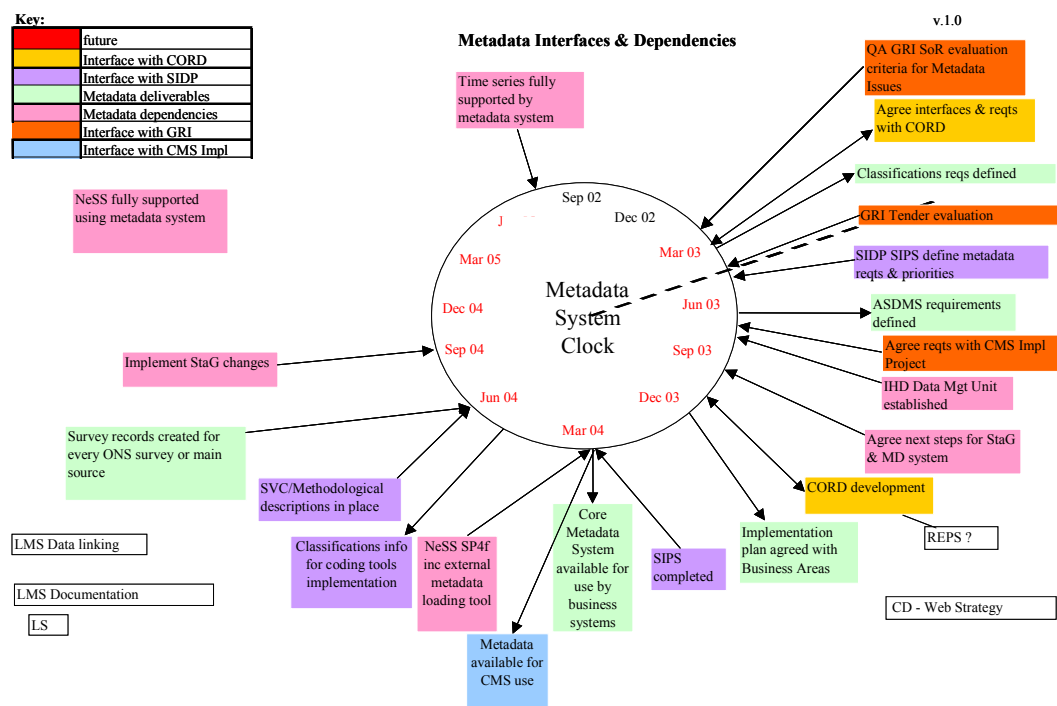 Key:
v.1.0
future
Interface with CORD
Interface with SIDP
Metadata deliverables
Metadata dependencies
Interface with GRI
Interface with CMS Impl
Metadata Interfaces & Dependencies
QA GRI SoR evaluation
criteria for Metadata
Issues
Time series fully
supported by
metadata system
Agree interfaces & reqts
with CORD
Classifications reqs defined
NeSS fully supported
using metadata system
GRI Tender evaluation
SIDP SIPS define metadata
reqts & priorities
ASDMS requirements
defined
Agree reqts with CMS Impl
Project
IHD Data Mgt Unit
established
Agree next steps for StaG
& MD system
CORD development
REPS ?
Sep 02
Dec 02
Mar 03
Jun 03
Sep 03
Dec 03
Mar 04
Jun 04
Sep 04
Dec 04
Mar 05
Metadata
System
Clock
Implement StaG changes
Survey records created for
every ONS survey or main
source
SVC/Methodological
descriptions in place
Classifications info
for coding tools
implementation
NeSS SP4f
inc external
metadata
loading tool
Metadata
available for
CMS use
Core
Metadata
System
available for
use by
business
systems
SIPS
completed
Implementation
plan agreed with
Business Areas
LMS Data linking
LMS Documentation
LS
CD - Web Strategy